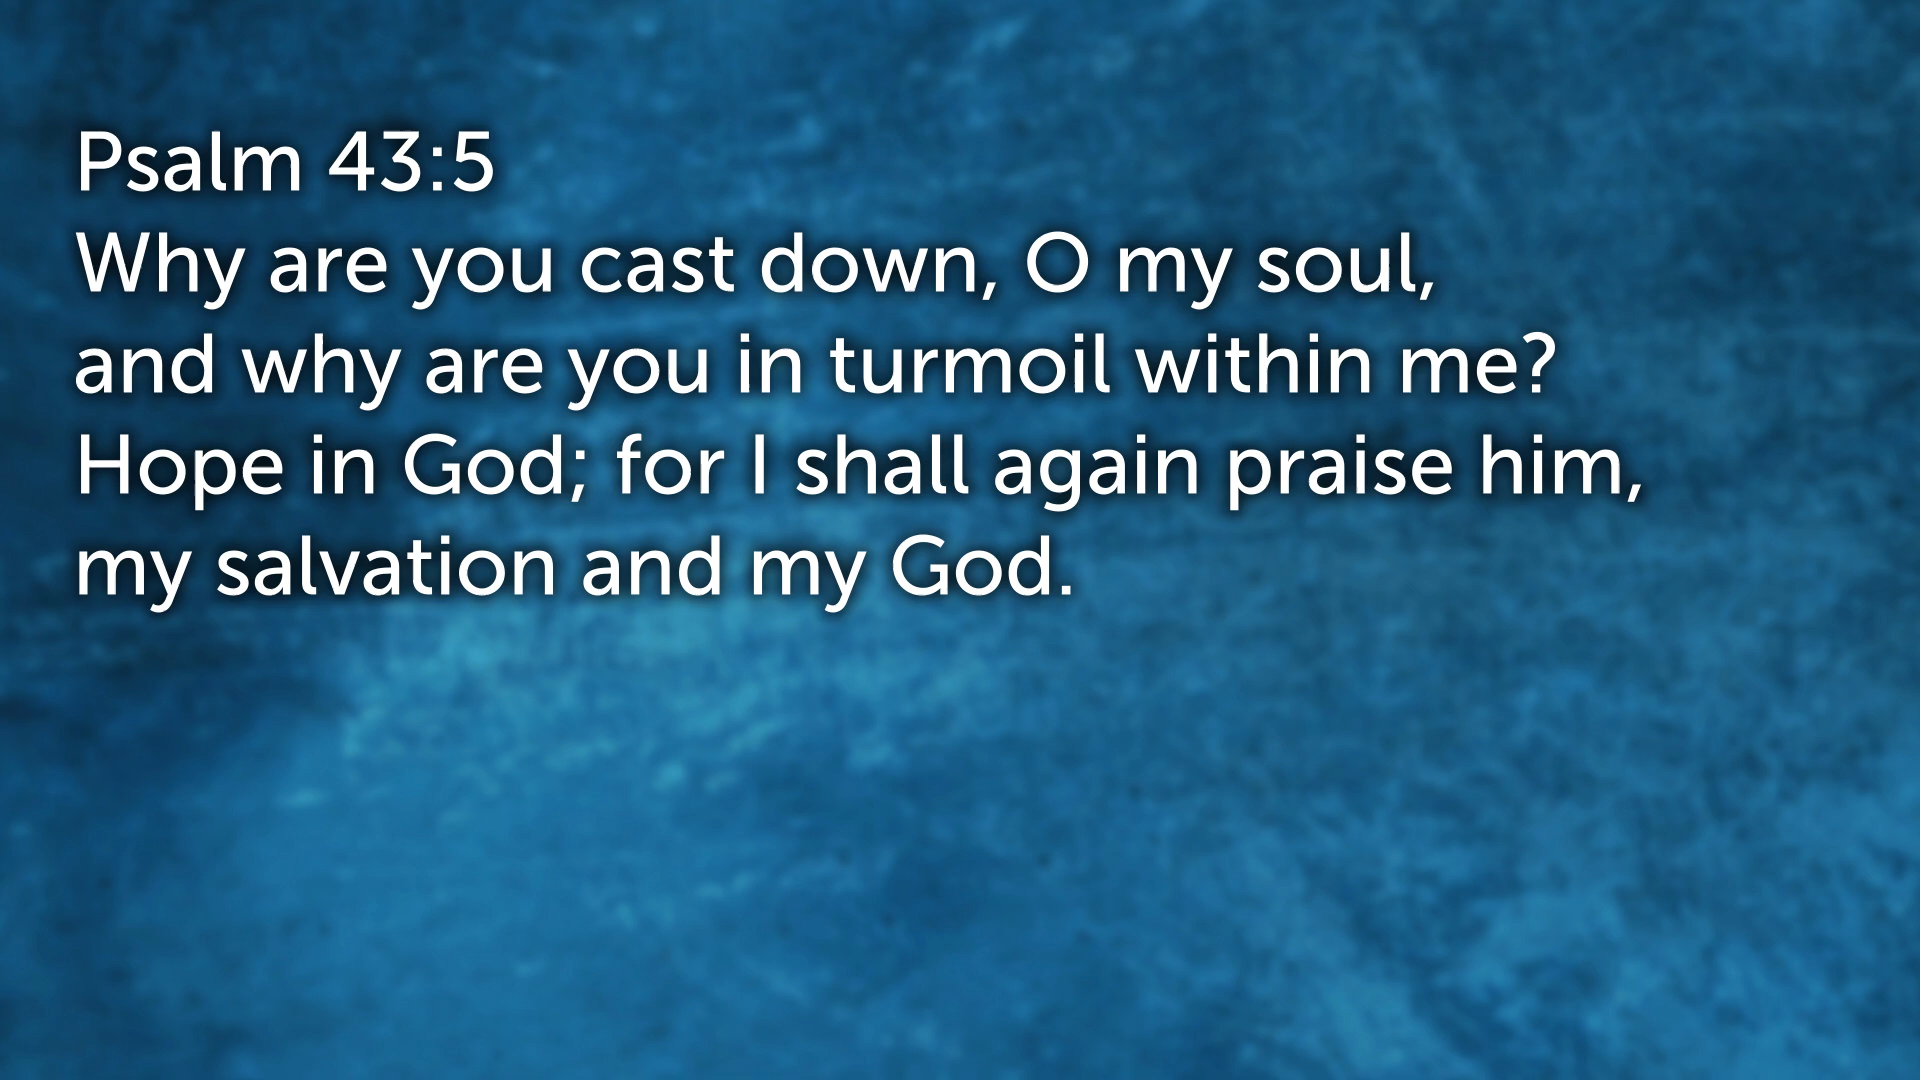 Psalm 43:5
Why are you cast down, O my soul,
and why are you in turmoil within me?
Hope in God; for I shall again praise him,
my salvation and my God.